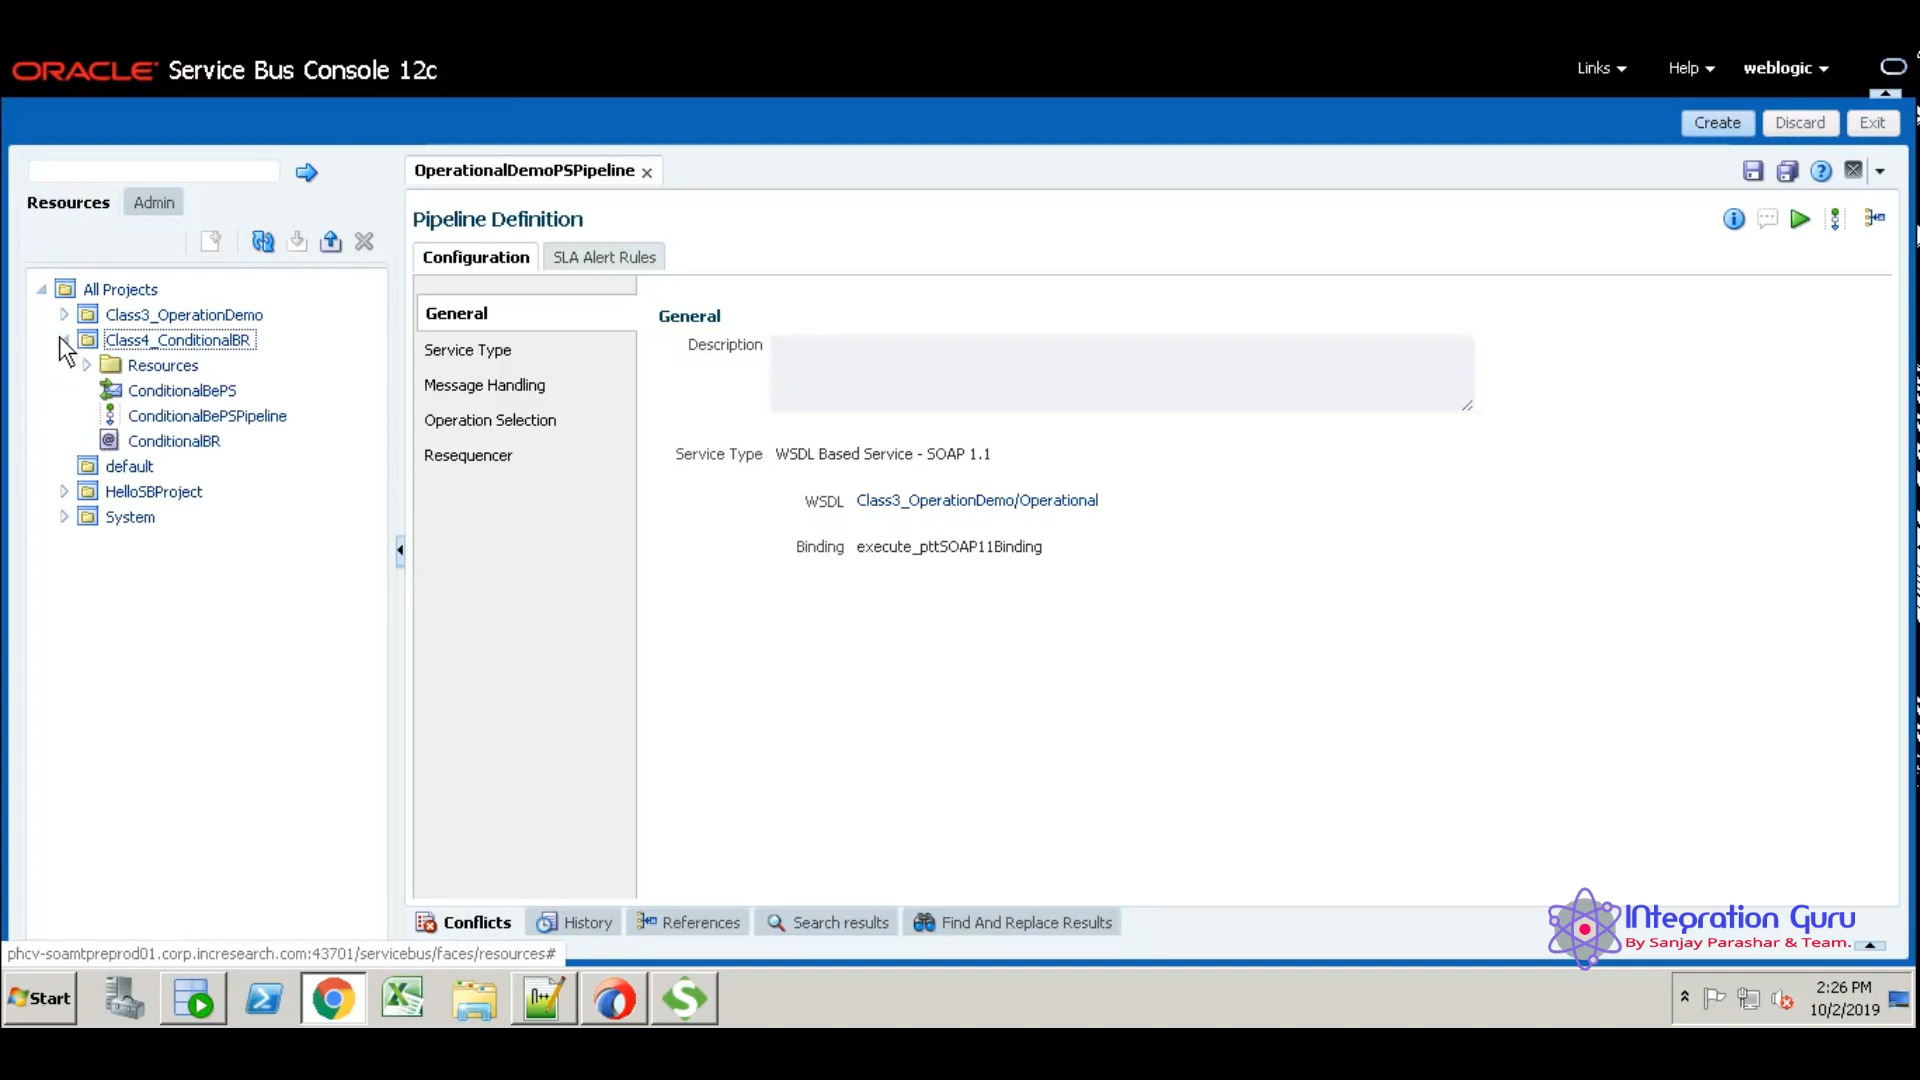 ORACLE Service Bus Console 12c
Links
Help
weblogic
Create
Discard
Exit
Resources
Admin
All Projects
Class3_OperationDemo
Class4_ConditionalBR
Resources
ConditionalBePS
ConditionalBePSPipeline
ConditionalBR
default
HelloSBProject
System
OperationalDemoPSPipeline
Pipeline Definition
Configuration
SLA Alert Rules
General
Service Type
Message Handling
Operation Selection
Resequencer
General
Description
Service Type WSDL Based Service - SOAP 1.1
WSDL Class3_OperationDemo/Operational
Binding execute_pttSOAP11Binding
Conflicts
History
References
Search results
Find And Replace Results
INtegration Guru
By Sanjay Parashar & Team.
phcv-soamtpreprod01.corp.incresearch.com:43701/servicebus/faces/resources#
Start
2:26 PM
10/2/2019